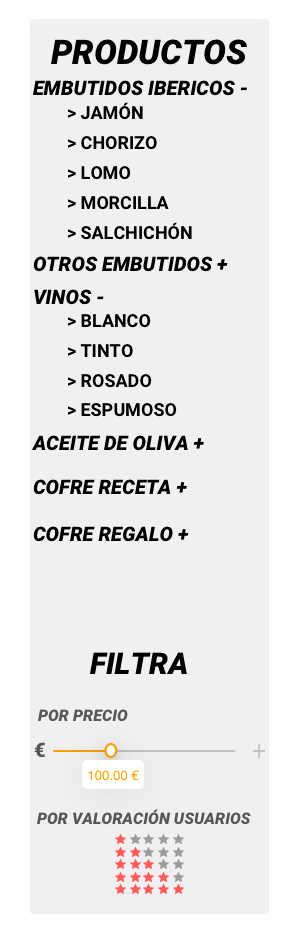 PRODUCTOS
EMBUTIDOS IBERICOS -
> JAMÓN
> CHORIZO
> LOMO
> MORCILLA
> SALCHICHÓN
OTROS EMBUTIDOS +
VINOS -
> BLANCO
> TINTO
> ROSADO
> ESPUMOSO
ACEITE DE OLIVA +
COFRE RECETA +
COFRE REGALO +
FILTRA
POR PRECIO
€ +
100.00 €
POR VALORACIÓN USUARIOS